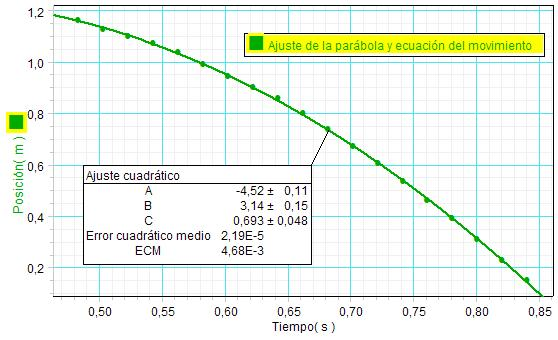 1,2
Ajuste de la parábola y ecuación del movimiento
1,0
0,8
Posición( m )
0,6
Ajuste cuadrático
A -4,52 ± 0,11
B 3,14 ± 0,15
C 0,693 ± 0,048
Error cuadrático medio 2,19E-5
ECM 4,68E-3
0,4
0,2
0,50 0,55 0,60 0,65 0,70 0,75 0,80 0,85
Tiempo( s )